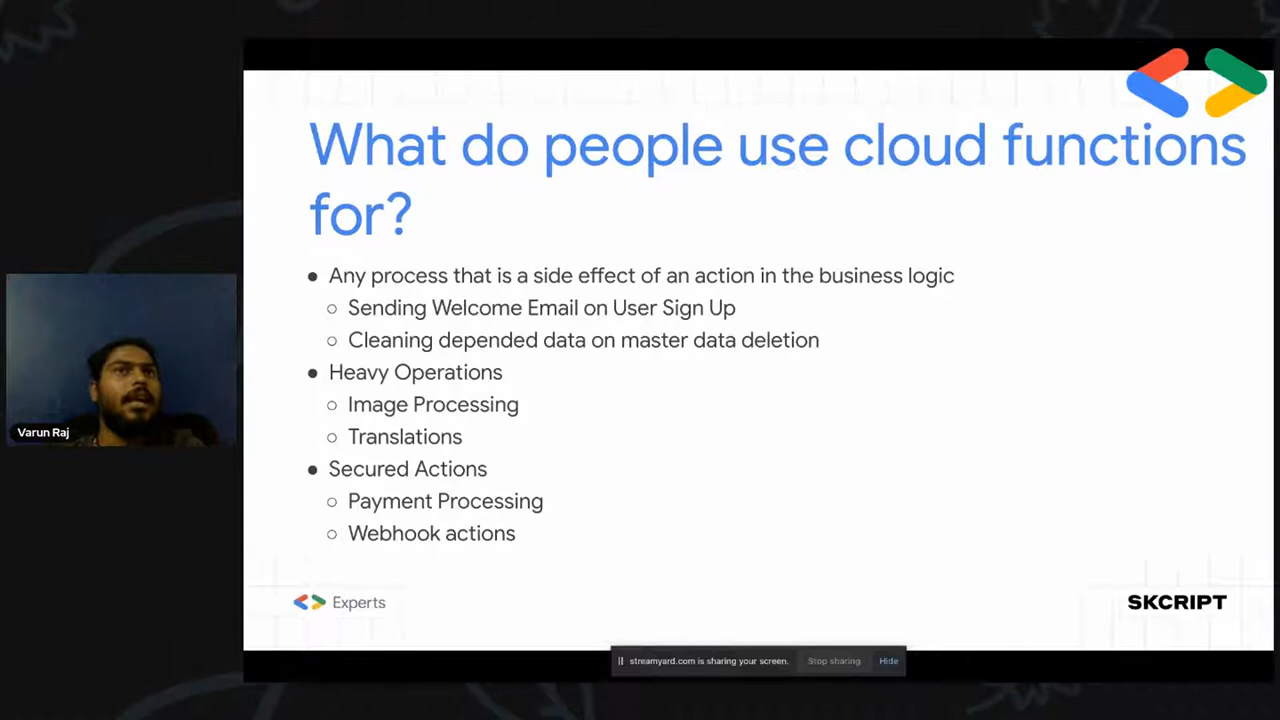 What do people use cloud functions
for?
● Any process that is a side effect of an action in the business logic
○ Sending Welcome Email on User Sign Up
○ Cleaning depended data on master data deletion
● Heavy Operations
○ Image Processing
○ Translations
● Secured Actions
○ Payment Processing
○ Webhook actions
Varun Raj
Experts
SKCRIPT
streamyard.com is sharing your screen. Stop sharing Hide